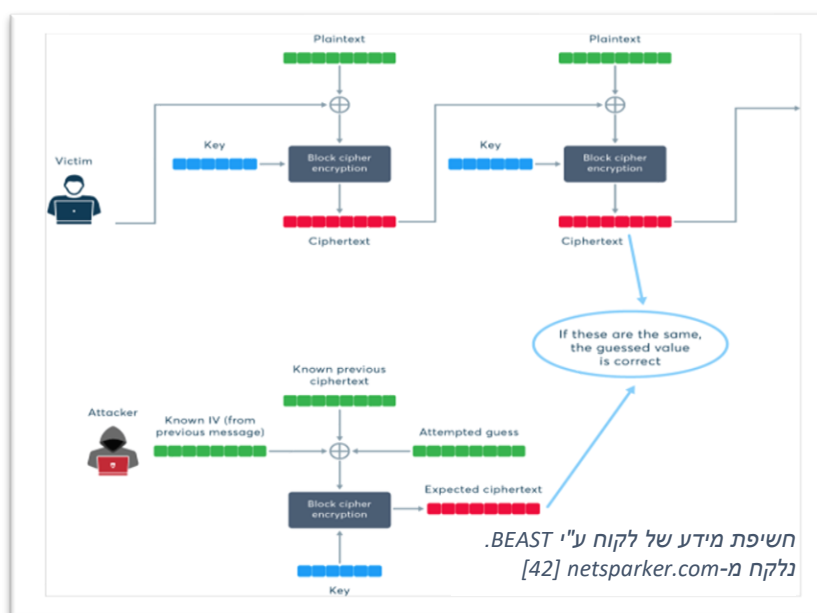 Plaintext
Plaintext
Key
Key
Victim
Block cipher
encryption
Block cipher
encryption
Ciphertext
Ciphertext
If these are the same,
the guessed value
is correct
Known previous
ciphertext
Attacker
Known IV (from
previous message)
Attempted guess
Block cipher
encryption
Expected ciphertext
Key
חשיפת מידע של לקוח ע"י BEAST.
נלקח מ-netsparker.com [42]